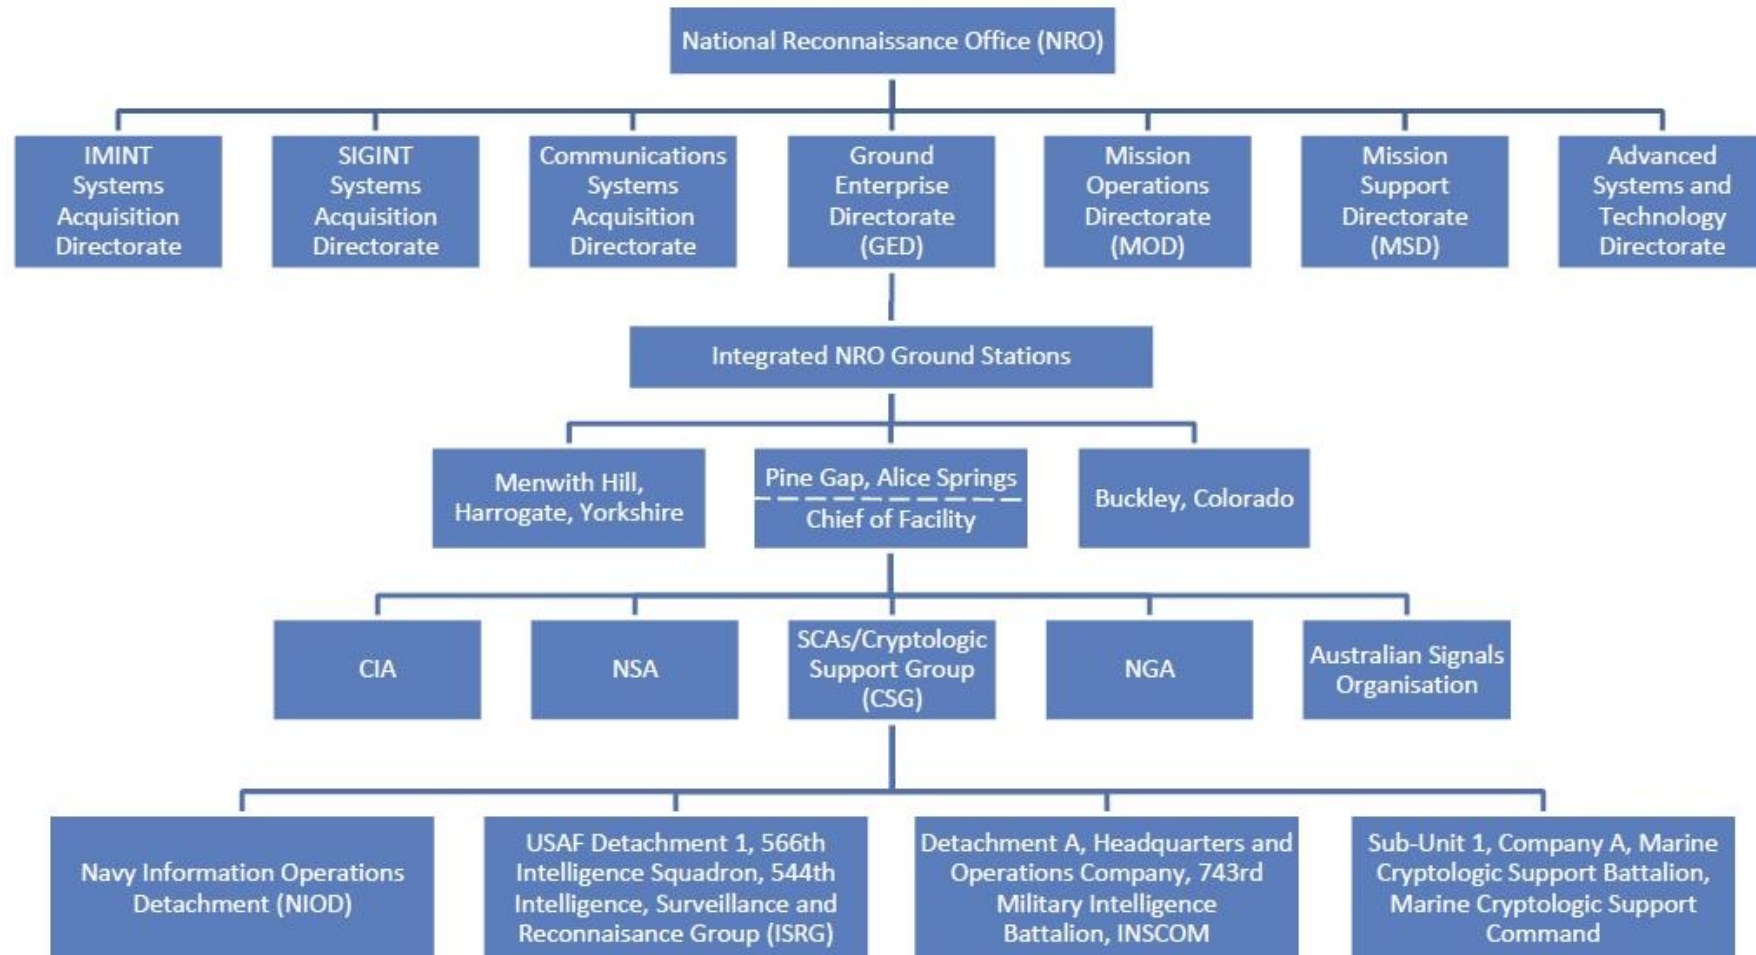 National Reconnaissance Office (NRO)
IMINT
Systems
Acquisition
Directorate
SIGINT
Systems
Acquisition
Directorate
Communications
Systems
Acquisition
Directorate
Ground
Enterprise
Directorate
(GED)
Mission
Operations
Directorate
(MOD)
Mission
Support
Directorate
(MSD)
Advanced
Systems and
Technology
Directorate
Integrated NRO Ground Stations
Menwith Hill,
Harrogate, Yorkshire
Pine Gap, Alice Springs
Chief of Facility
Buckley, Colorado
CIA
NSA
SCAs/Cryptologic
Support Group
(CSG)
NGA
Australian Signals
Organisation
Navy Information Operations
Detachment (NIOD)
USAF Detachment 1, 566th
Intelligence Squadron, 544th
Intelligence, Surveillance and
Reconnaisance Group (ISRG)
Detachment A, Headquarters and
Operations Company, 743rd
Military Intelligence
Battalion, INSCOM
Sub-Unit 1, Company A, Marine
Cryptologic Support Battalion,
Marine Cryptologic Support
Command